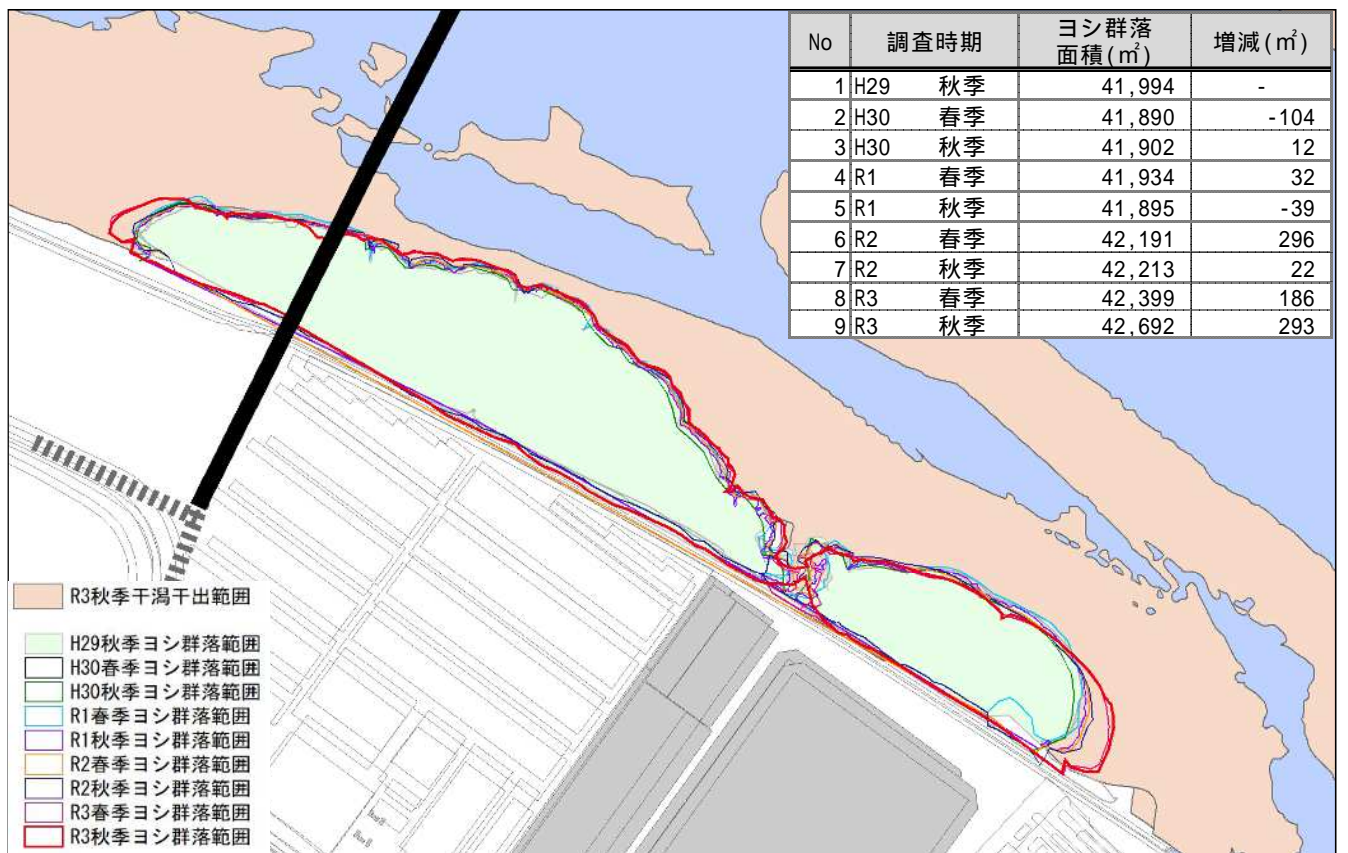 No 調査時期 ヨシ群落 面積(㎡) 増減(㎡)
1 H29 秋季 41,994 -
2 H30 春季 41,890 -104
3 H30 秋季 41,902 12
4 R1 春季 41,934 32
5 R1 秋季 41,895 -39
6 R2 春季 42,191 296
7 R2 秋季 42,213 22
8 R3 春季 42,399 186
9 R3 秋季 42,692 293
R3秋季干潟干出範囲
H29秋季ヨシ群落範囲
H30春季ヨシ群落範囲
H30秋季ヨシ群落範囲
R1春季ヨシ群落範囲
R1秋季ヨシ群落範囲
R2春季ヨシ群落範囲
R2秋季ヨシ群落範囲
R3春季ヨシ群落範囲
R3秋季ヨシ群落範囲